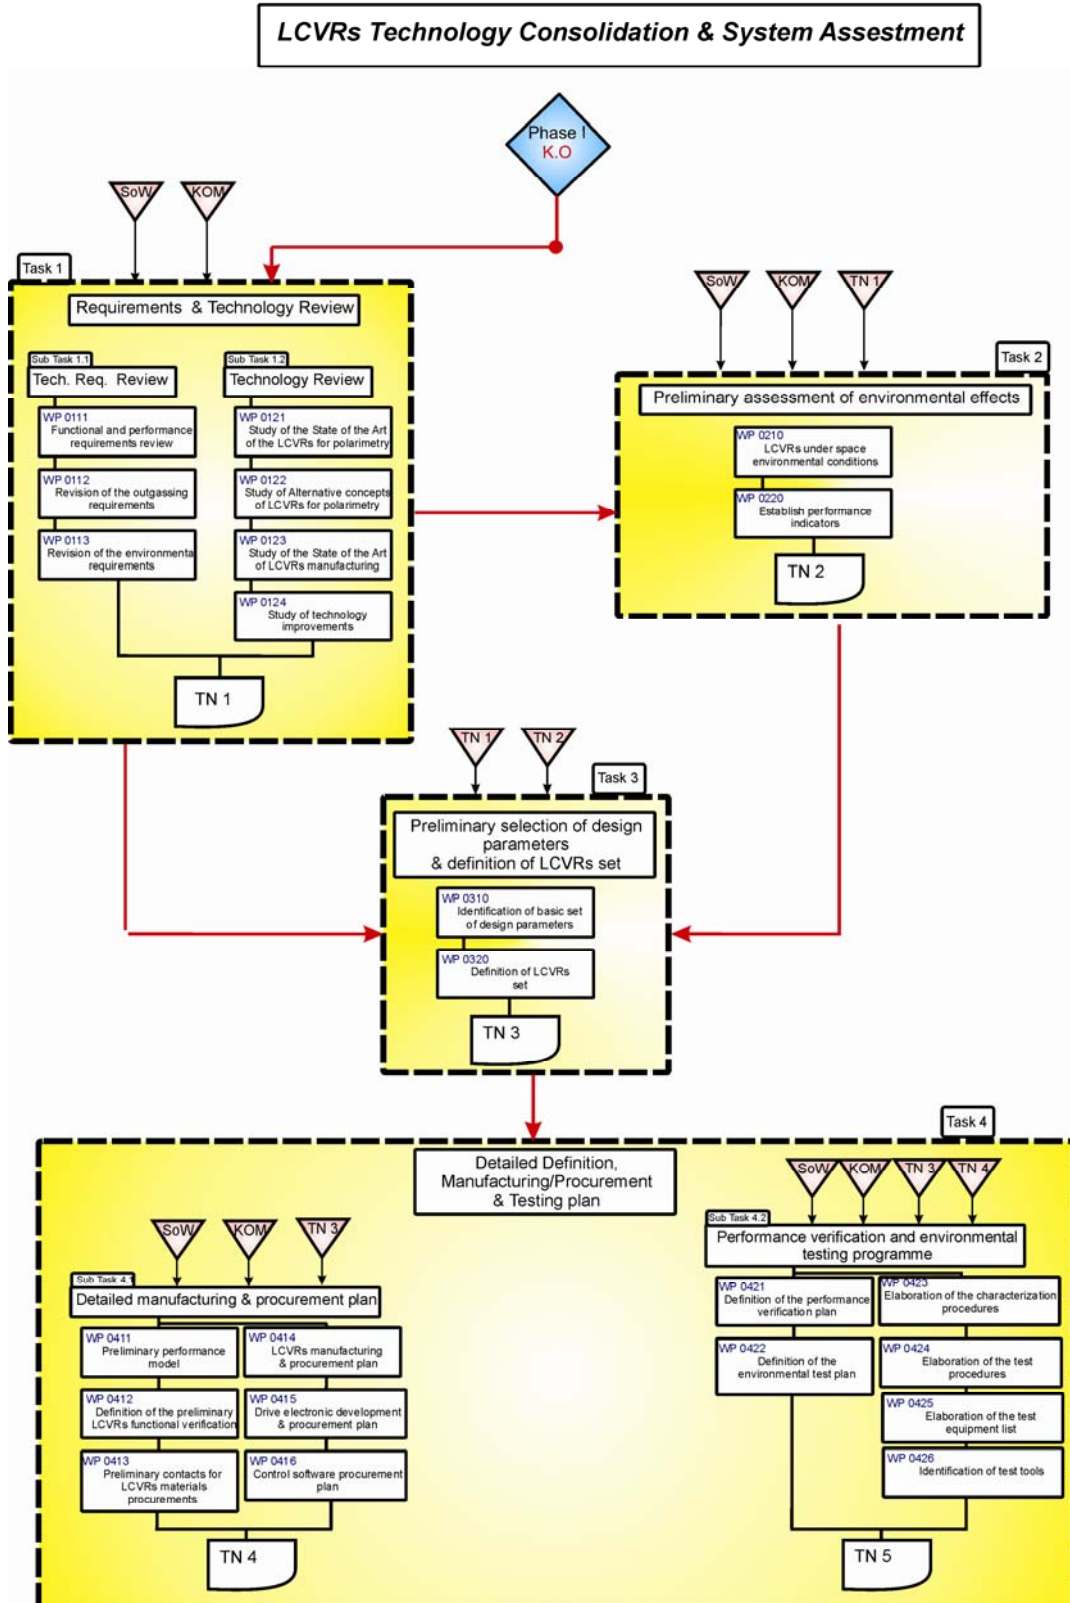 LCVRs Technology Consolidation & System Assestment
Phase I
K.O
SoW
KOM
Task 1
Requirements & Technology Review
Sub Task 1.1
Tech. Req. Review
WP 0111
Functional and performance
requirements review
WP 0112
Revision of the outgassing
requirements
WP 0113
Revision of the environmenta
requirements
Sub Task 1.2
Technology Review
WP 0121
Study of the State of the Art
of the LCVRs for polarimetry
WP 0122
Study of Alternative concepts
of LCVRs for polarimetry
WP 0123
Study of the State of the Art
of LCVRs manufacturing
WP 0124
Study of technology
improvements
TN 1
SoW
KOM
TN 1
Task 2
Preliminary assessment of environmental effects
WP 0210
LCVRs under space
environmental conditions
WP 0220
Establish performance
indicators
TN 2
TN 1
TN 2
Task 3
Preliminary selection of design
parameters
& definition of LCVRs set
WP 0310
Identification of basic set
of design parameters
WP 0320
Definition of LCVRs
set
TN 3
Task 4
Detailed Definition,
Manufacturing/Procurement
& Testing plan
SoW
KOM
TN 3
Sub Task 4.1
Detailed manufacturing & procurement plan
WP 0411
Preliminary performance
model
WP 0412
Definition of the preliminary
LCVRs functional verification
WP 0413
Preliminary contacts for
LCVRs materials
procurements
WP 0414
LCVRs manufacturing
& procurement plan
WP 0415
Drive electronic development
& procurement plan
WP 0416
Control software procurement
plan
TN 4
SoW
KOM
TN 3
TN 4
Sub Task 4.2
Performance verification and environmental
testing programme
WP 0421
Definition of the performance
verification plan
WP 0422
Definition of the
environmental test plan
WP 0423
Elaboration of the characterization
procedures
WP 0424
Elaboration of the test
procedures
WP 0425
Elaboration of the test
equipment list
WP 0426
Identification of test tools
TN 5